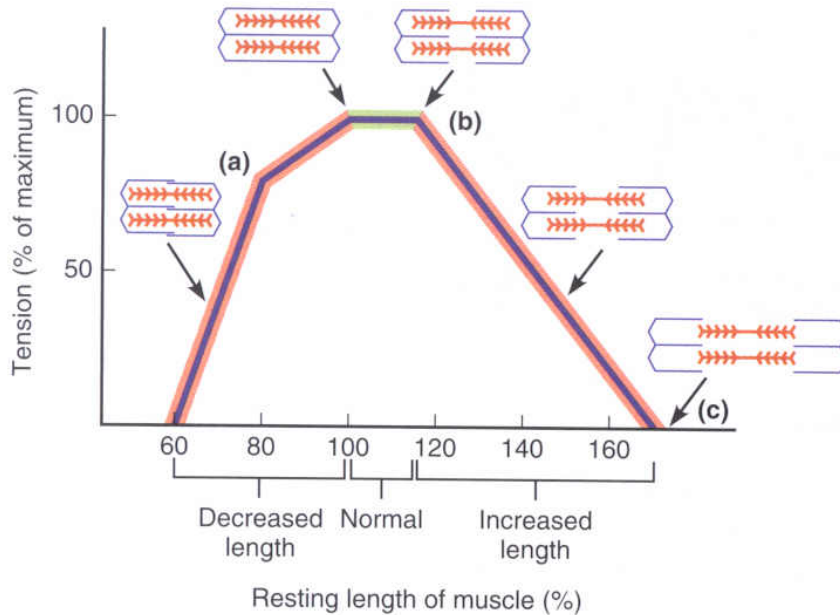 100
50
Tension (% of maximum)
(a)
(b)
(c)
60 80 100 120 140 160
Decreased length
Normal
Increased length
Resting length of muscle (%)